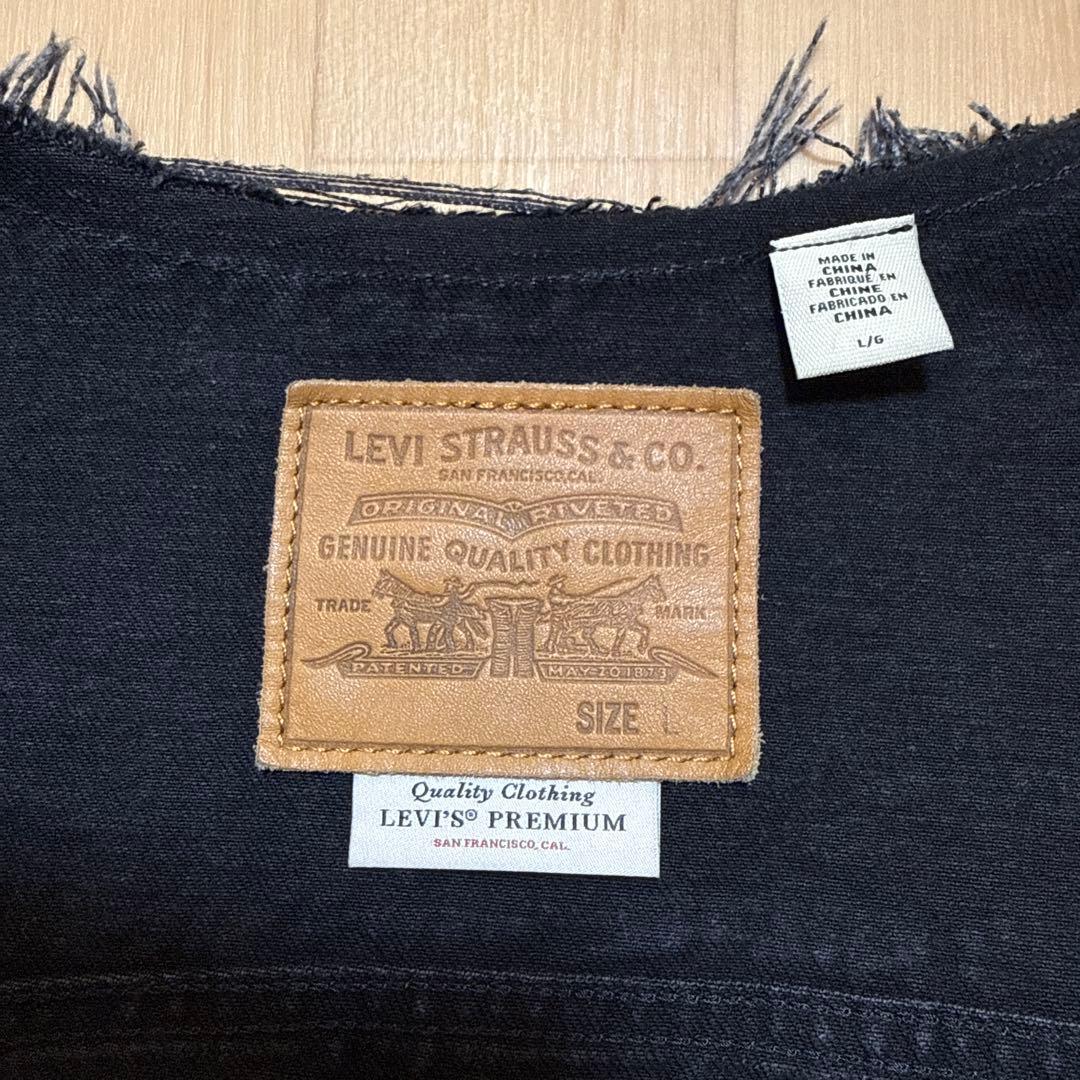 MADE IN
CHINA
FABRIQUÉ EN
CHINE
FABRICADO EN
CHINA
L/G
LEVI STRAUSS & CO.
SAN FRANCISCO, CAL.
ORIGINAL RIVETED
GENUINE QUALITY CLOTHING
TRADE MARK
PATENTED MAY 20 1873
SIZE L
Quality Clothing
LEVI'S® PREMIUM
SAN FRANCISCO, CAL.